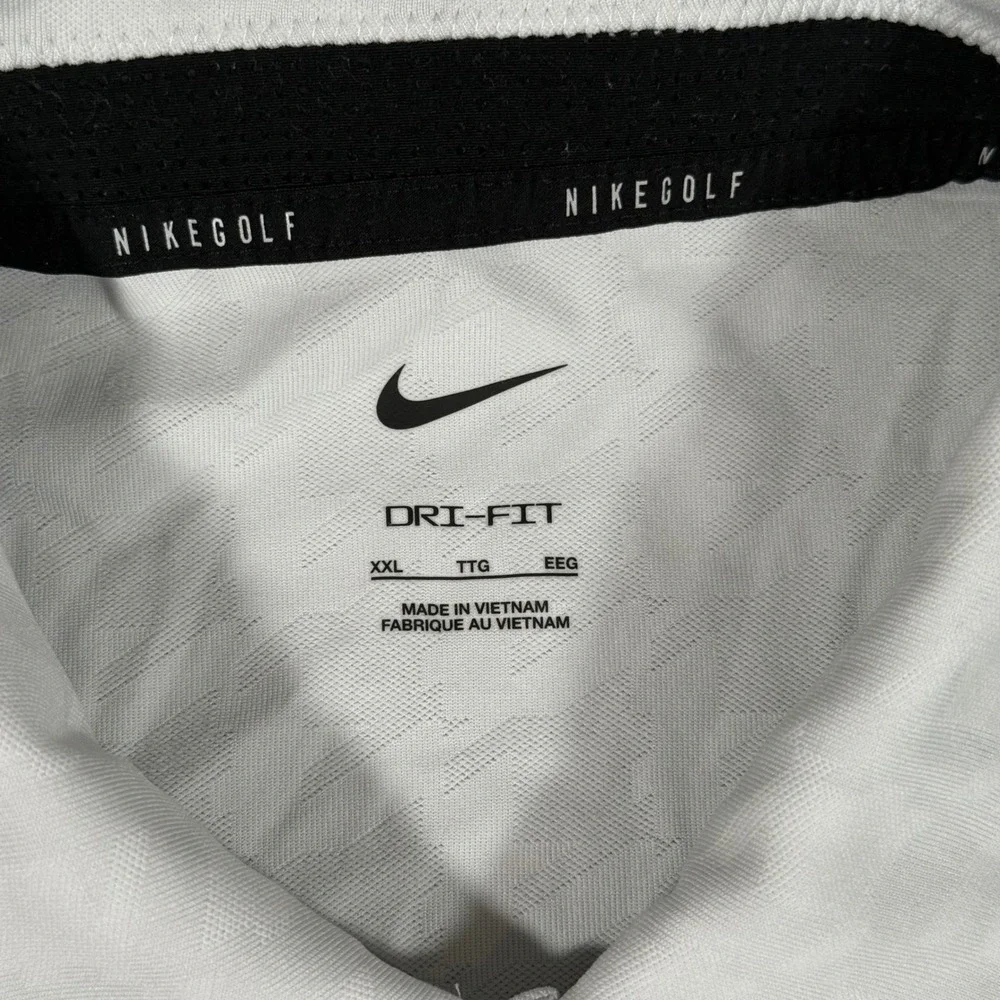 NIKEGOLF NIKEGOLF N
DRI-FIT
XXL TTG EEG
MADE IN VIETNAM
FABRIQUE AU VIETNAM